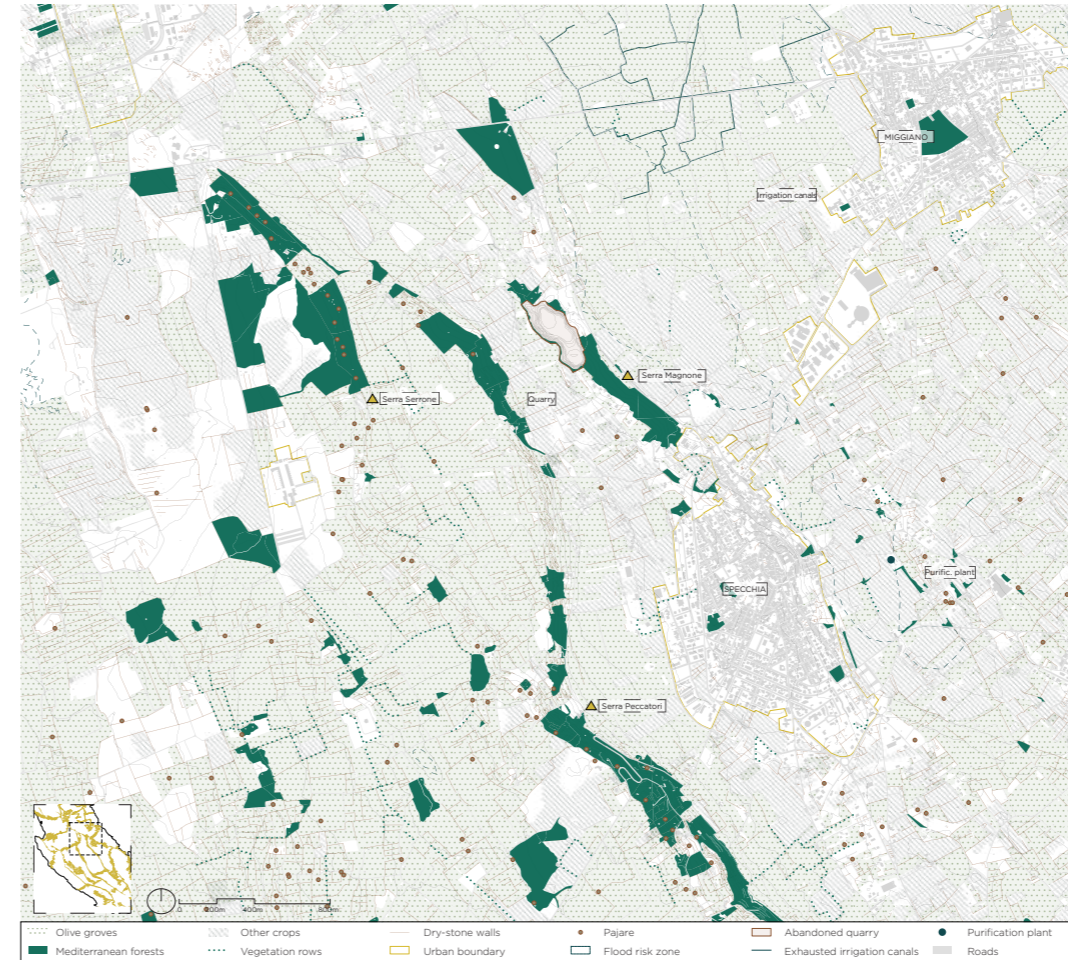 MIGGIANO
Irrigation canals
Serra Magnone
Serra Serrone
Quarry
Purific. plant
SPECCHIA
Serra Peccatori
0 200m 400m 800m
Olive groves Other crops Dry-stone walls Pajare Abandoned quarry Purification plant
Mediterranean forests Vegetation rows Urban boundary Flood risk zone Exhausted irrigation canals Roads